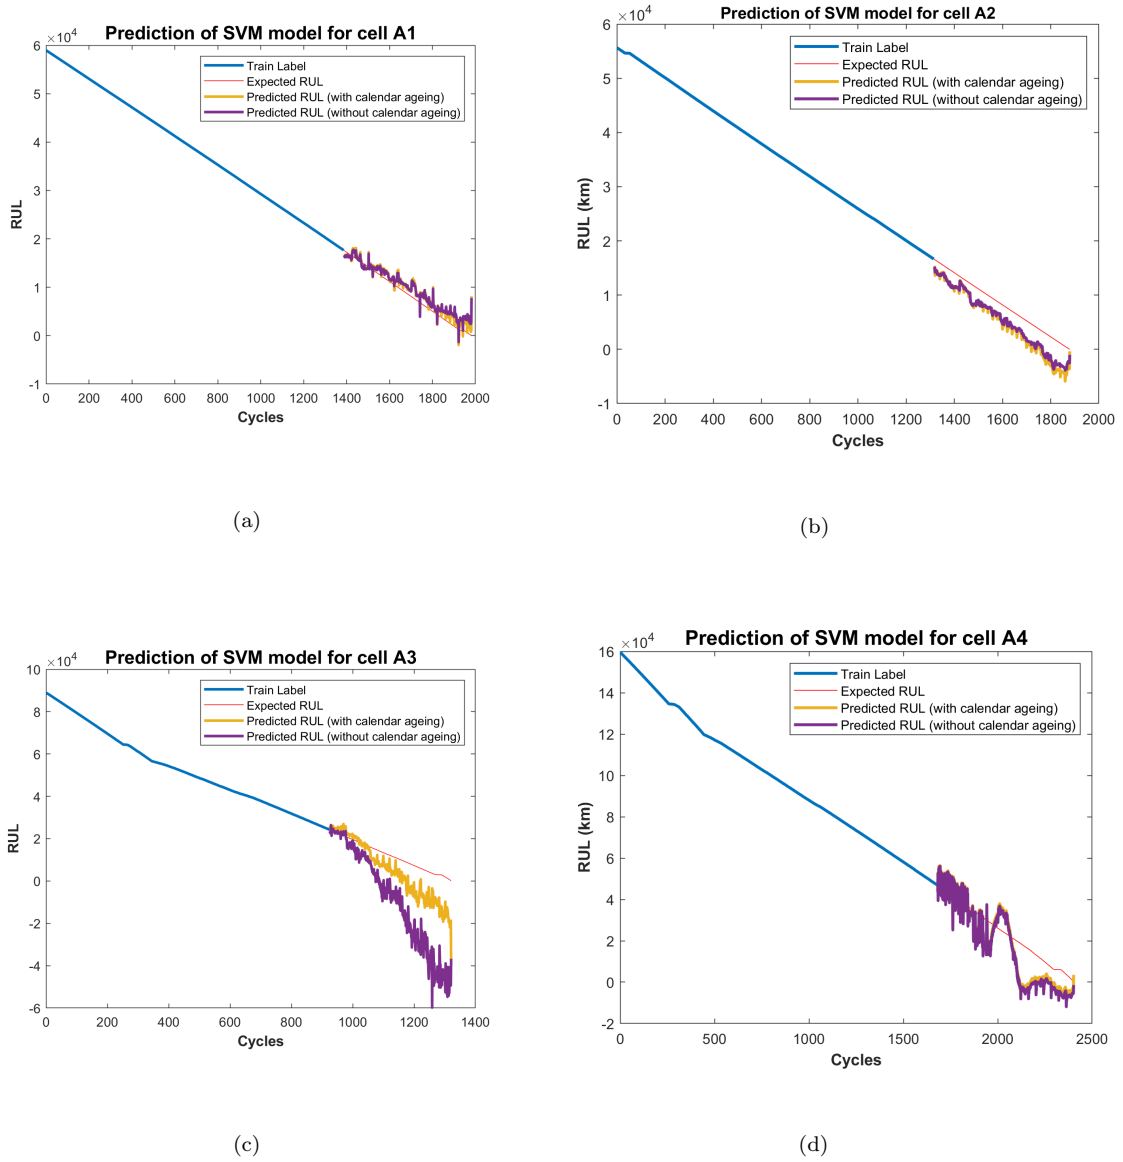 Prediction of SVM model for cell A1
×10^4
6
5
4
3
2
1
0
-1
RUL
0 200 400 600 800 1000 1200 1400 1600 1800 2000
Cycles
Train Label
Expected RUL
Predicted RUL (with calendar ageing)
Predicted RUL (without calendar ageing)
(a)
Prediction of SVM model for cell A2
×10^4
6
5
4
3
2
1
0
-1
RUL (km)
0 200 400 600 800 1000 1200 1400 1600 1800 2000
Cycles
Train Label
Expected RUL
Predicted RUL (with calendar ageing)
Predicted RUL (without calendar ageing)
(b)
Prediction of SVM model for cell A3
×10^4
10
8
6
4
2
0
-2
-4
-6
RUL
0 200 400 600 800 1000 1200 1400
Cycles
Train Label
Expected RUL
Predicted RUL (with calendar ageing)
Predicted RUL (without calendar ageing)
(c)
Prediction of SVM model for cell A4
×10^4
16
14
12
10
8
6
4
2
0
-2
RUL (km)
0 500 1000 1500 2000 2500
Cycles
Train Label
Expected RUL
Predicted RUL (with calendar ageing)
Predicted RUL (without calendar ageing)
(d)